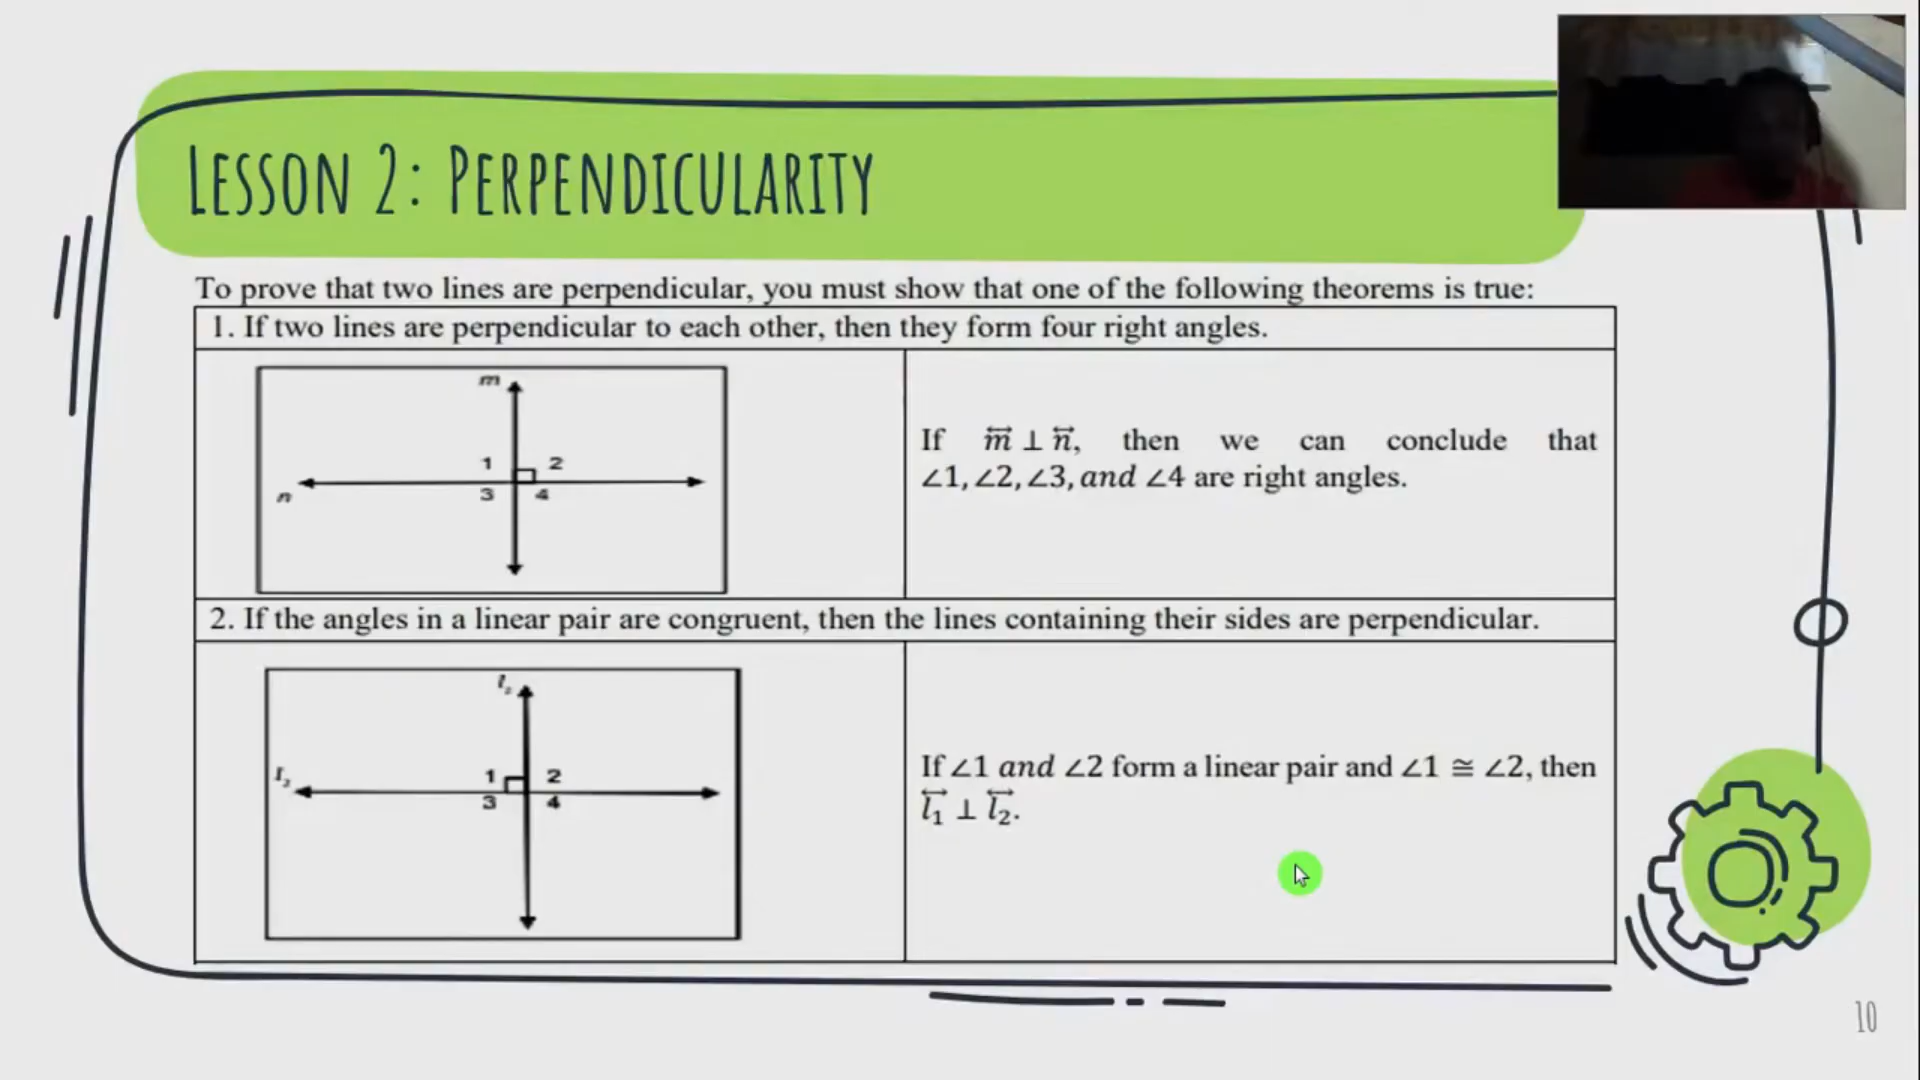 LESSON 2: PERPENDICULARITY
To prove that two lines are perpendicular, you must show that one of the following theorems is true:
1. If two lines are perpendicular to each other, then they form four right angles.
m
1 2
n
3 4
If m⃡ ⊥ n⃡, then we can conclude that
∠1, ∠2, ∠3, and ∠4 are right angles.
2. If the angles in a linear pair are congruent, then the lines containing their sides are perpendicular.
1 2
3 4
If ∠1 and ∠2 form a linear pair and ∠1 ≅ ∠2, then
l₁⃡ ⊥ l₂⃡.
10